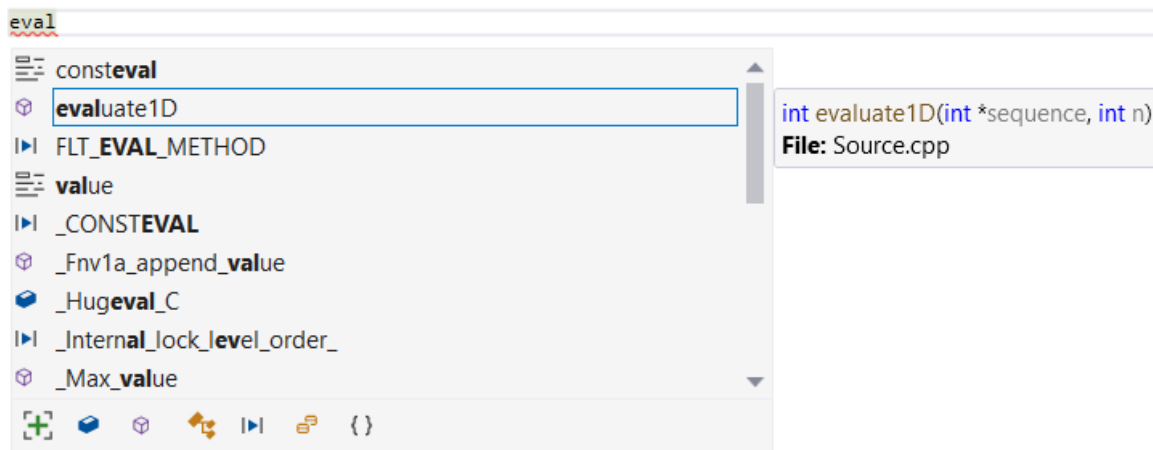 eval
consteval
evaluate1D
int evaluate1D(int *sequence, int n)
File: Source.cpp
FLT_EVAL_METHOD
value
_CONSTEVAL
_Fnv1a_append_value
_Hugeval_C
_Internal_lock_level_order_
_Max_value
{ }